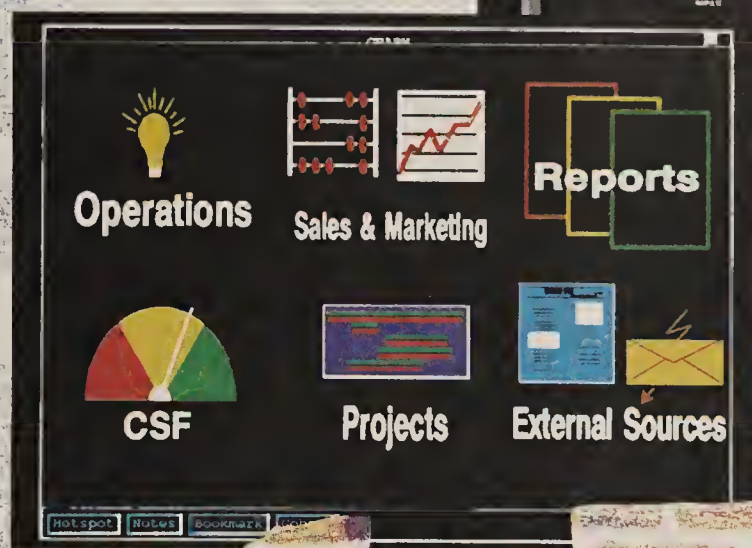 Operations
Sales & Marketing
Reports
CSF
Projects
External Sources
Hotspot Notes Bookmark